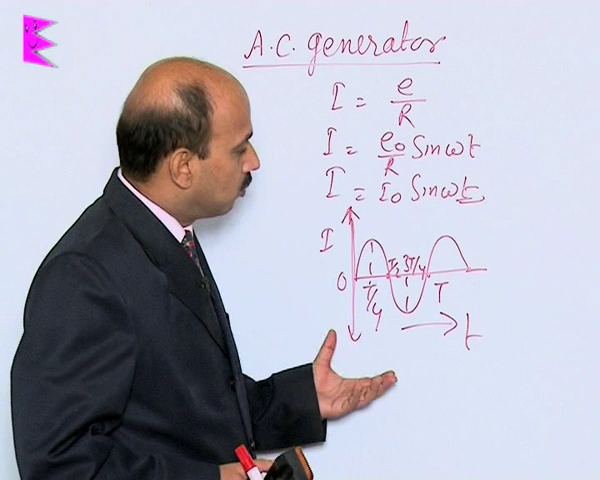 A.C. generator
I = e/R
I = e₀/R Sin ωt
I = I₀ Sin ωt
I
0 T/4 T/2 3T/4 T
t